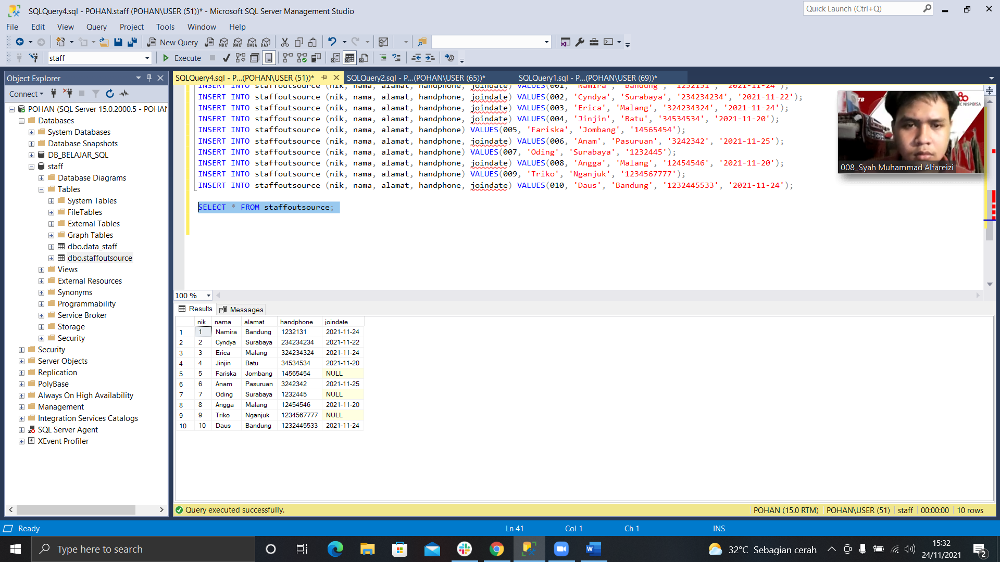 SQLQuery4.sql - POHAN.staff (POHAN\USER (51))* - Microsoft SQL Server Management Studio
Quick Launch (Ctrl+Q)
File Edit View Query Project Tools Window Help
New Query
MDX DMX XMLA DAX
staff
Execute
Object Explorer
SQLQuery4.sql - P...(POHAN\USER (51))*
SQLQuery2.sql - P...(POHAN\USER (65))*
SQLQuery1.sql - P...(POHAN\USER (69))*
Connect
POHAN (SQL Server 15.0.2000.5 - POHAN
Databases
System Databases
Database Snapshots
DB_BELAJAR_SQL
staff
Database Diagrams
Tables
System Tables
FileTables
External Tables
Graph Tables
dbo.data_staff
dbo.staffoutsource
Views
External Resources
Synonyms
Programmability
Service Broker
Storage
Security
Security
Server Objects
Replication
PolyBase
Always On High Availability
Management
Integration Services Catalogs
SQL Server Agent
XEvent Profiler
INSERT INTO staffoutsource (nik, nama, alamat, handphone, joindate) VALUES(001, 'Namira', 'Bandung', '1232131', '2021-11-24');
INSERT INTO staffoutsource (nik, nama, alamat, handphone, joindate) VALUES(002, 'Cyndya', 'Surabaya', '234234234', '2021-11-22');
INSERT INTO staffoutsource (nik, nama, alamat, handphone, joindate) VALUES(003, 'Erica', 'Malang', '324234324', '2021-11-24');
INSERT INTO staffoutsource (nik, nama, alamat, handphone, joindate) VALUES(004, 'Jinjin', 'Batu', '34534534', '2021-11-20');
INSERT INTO staffoutsource (nik, nama, alamat, handphone) VALUES(005, 'Fariska', 'Jombang', '14565454');
INSERT INTO staffoutsource (nik, nama, alamat, handphone, joindate) VALUES(006, 'Anam', 'Pasuruan', '3242342', '2021-11-25');
INSERT INTO staffoutsource (nik, nama, alamat, handphone) VALUES(007, 'Oding', 'Surabaya', '1232445');
INSERT INTO staffoutsource (nik, nama, alamat, handphone, joindate) VALUES(008, 'Angga', 'Malang', '12454546', '2021-11-20');
INSERT INTO staffoutsource (nik, nama, alamat, handphone) VALUES(009, 'Triko', 'Nganjuk', '1234567777');
INSERT INTO staffoutsource (nik, nama, alamat, handphone, joindate) VALUES(010, 'Daus', 'Bandung', '1232445533', '2021-11-24');
SELECT * FROM staffoutsource;
NISP BISA
008_Syah Muhammad Alfareizi
100 %
Results Messages
nik nama alamat handphone joindate
1 1 Namira Bandung 1232131 2021-11-24
2 2 Cyndya Surabaya 234234234 2021-11-22
3 3 Erica Malang 324234324 2021-11-24
4 4 Jinjin Batu 34534534 2021-11-20
5 5 Fariska Jombang 14565454 NULL
6 6 Anam Pasuruan 3242342 2021-11-25
7 7 Oding Surabaya 1232445 NULL
8 8 Angga Malang 12454546 2021-11-20
9 9 Triko Nganjuk 1234567777 NULL
10 10 Daus Bandung 1232445533 2021-11-24
Query executed successfully.
POHAN (15.0 RTM) POHAN\USER (51) staff 00:00:00 10 rows
Ready
Ln 41 Col 1 Ch 1 INS
Type here to search
32°C Sebagian cerah
15:32
24/11/2021
2